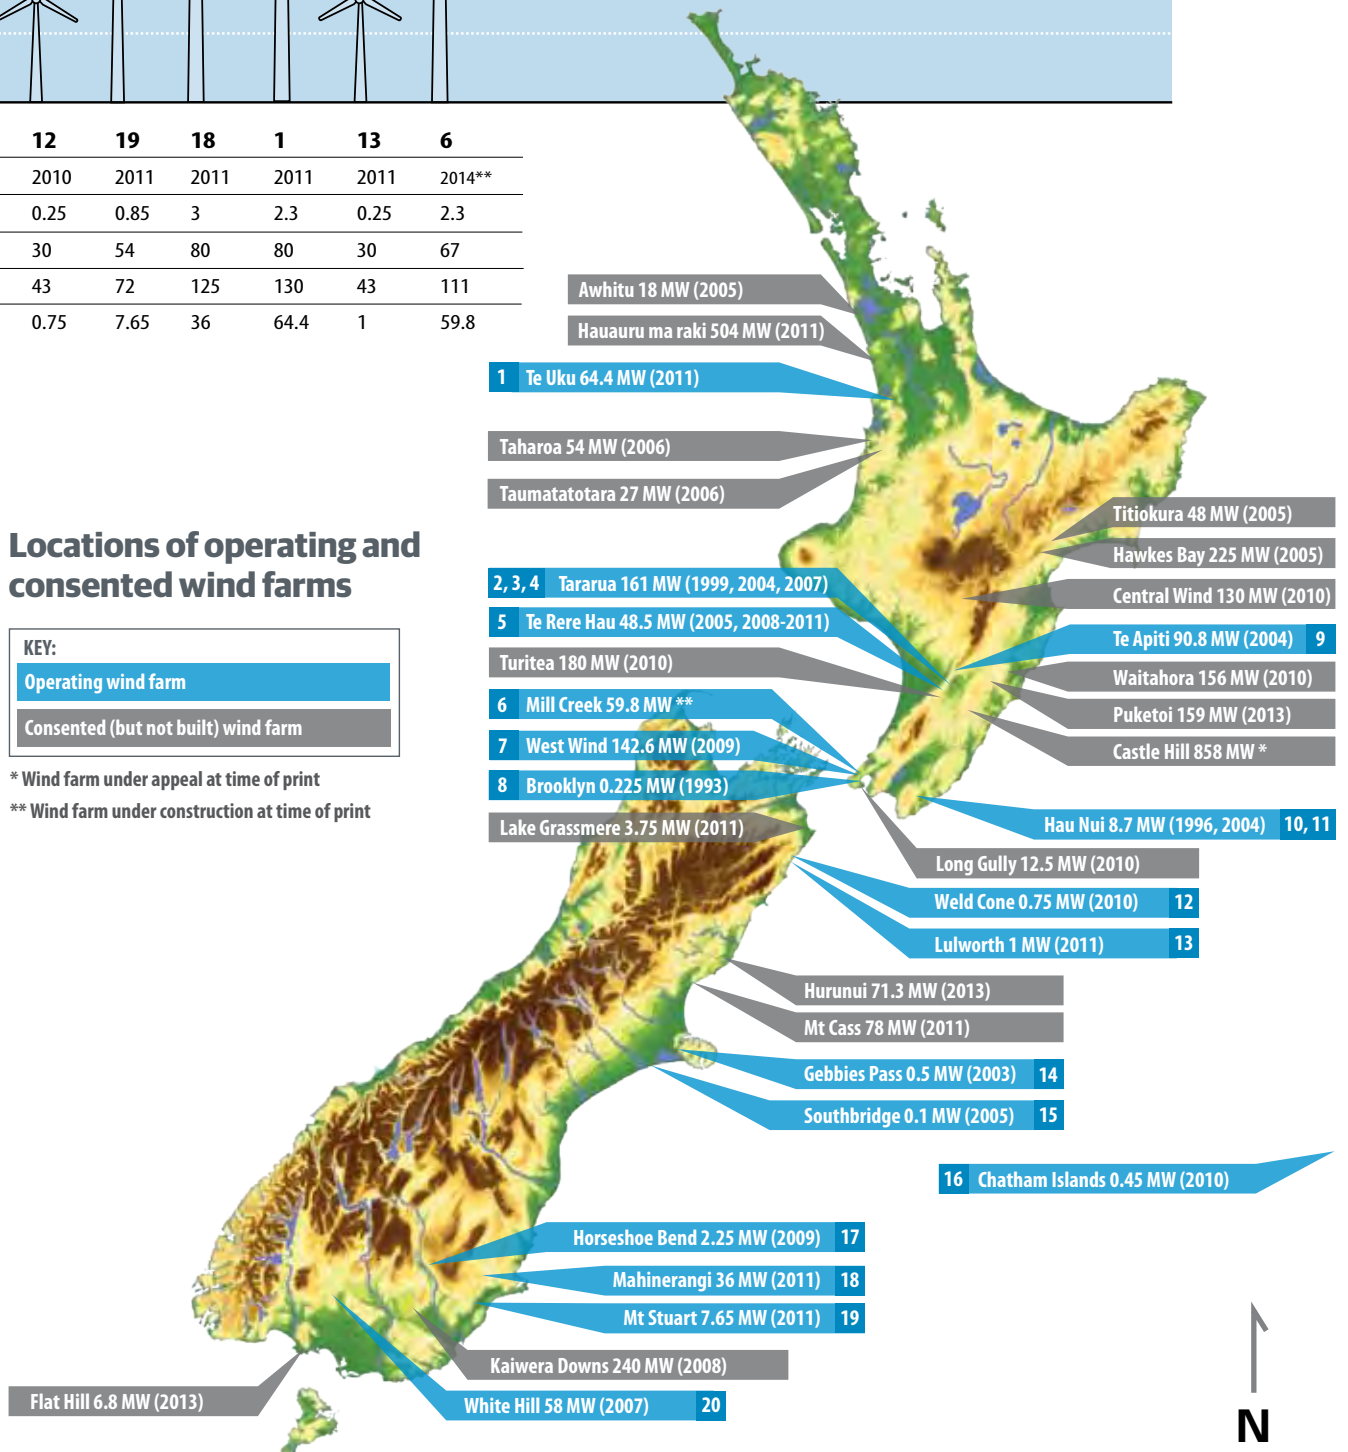 12 19 18 1 13 6
2010 2011 2011 2011 2011 2014**
0.25 0.85 3 2.3 0.25 2.3
30 54 80 80 30 67
43 72 125 130 43 111
0.75 7.65 36 64.4 1 59.8
Awhitu 18 MW (2005)
Hauauru ma raki 504 MW (2011)
1 Te Uku 64.4 MW (2011)
Taharoa 54 MW (2006)
Taumatatotara 27 MW (2006)
Locations of operating and
consented wind farms
KEY:
Operating wind farm
Consented (but not built) wind farm
* Wind farm under appeal at time of print
** Wind farm under construction at time of print
2, 3, 4 Tararua 161 MW (1999, 2004, 2007)
5 Te Rere Hau 48.5 MW (2005, 2008-2011)
Turitea 180 MW (2010)
6 Mill Creek 59.8 MW **
7 West Wind 142.6 MW (2009)
8 Brooklyn 0.225 MW (1993)
Lake Grassmere 3.75 MW (2011)
Titiokura 48 MW (2005)
Hawkes Bay 225 MW (2005)
Central Wind 130 MW (2010)
Te Apiti 90.8 MW (2004) 9
Waitahora 156 MW (2010)
Puketoi 159 MW (2013)
Castle Hill 858 MW *
Hau Nui 8.7 MW (1996, 2004) 10, 11
Long Gully 12.5 MW (2010)
Weld Cone 0.75 MW (2010) 12
Lulworth 1 MW (2011) 13
Hurunui 71.3 MW (2013)
Mt Cass 78 MW (2011)
Gebbies Pass 0.5 MW (2003) 14
Southbridge 0.1 MW (2005) 15
16 Chatham Islands 0.45 MW (2010)
Horseshoe Bend 2.25 MW (2009) 17
Mahinerangi 36 MW (2011) 18
Mt Stuart 7.65 MW (2011) 19
Kaiwera Downs 240 MW (2008)
Flat Hill 6.8 MW (2013)
White Hill 58 MW (2007) 20
N